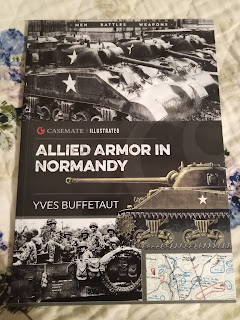 MEN BATTLES WEAPONS
CASEMATE | ILLUSTRATED
ALLIED ARMOR IN
NORMANDY
YVES BUFFETAUT